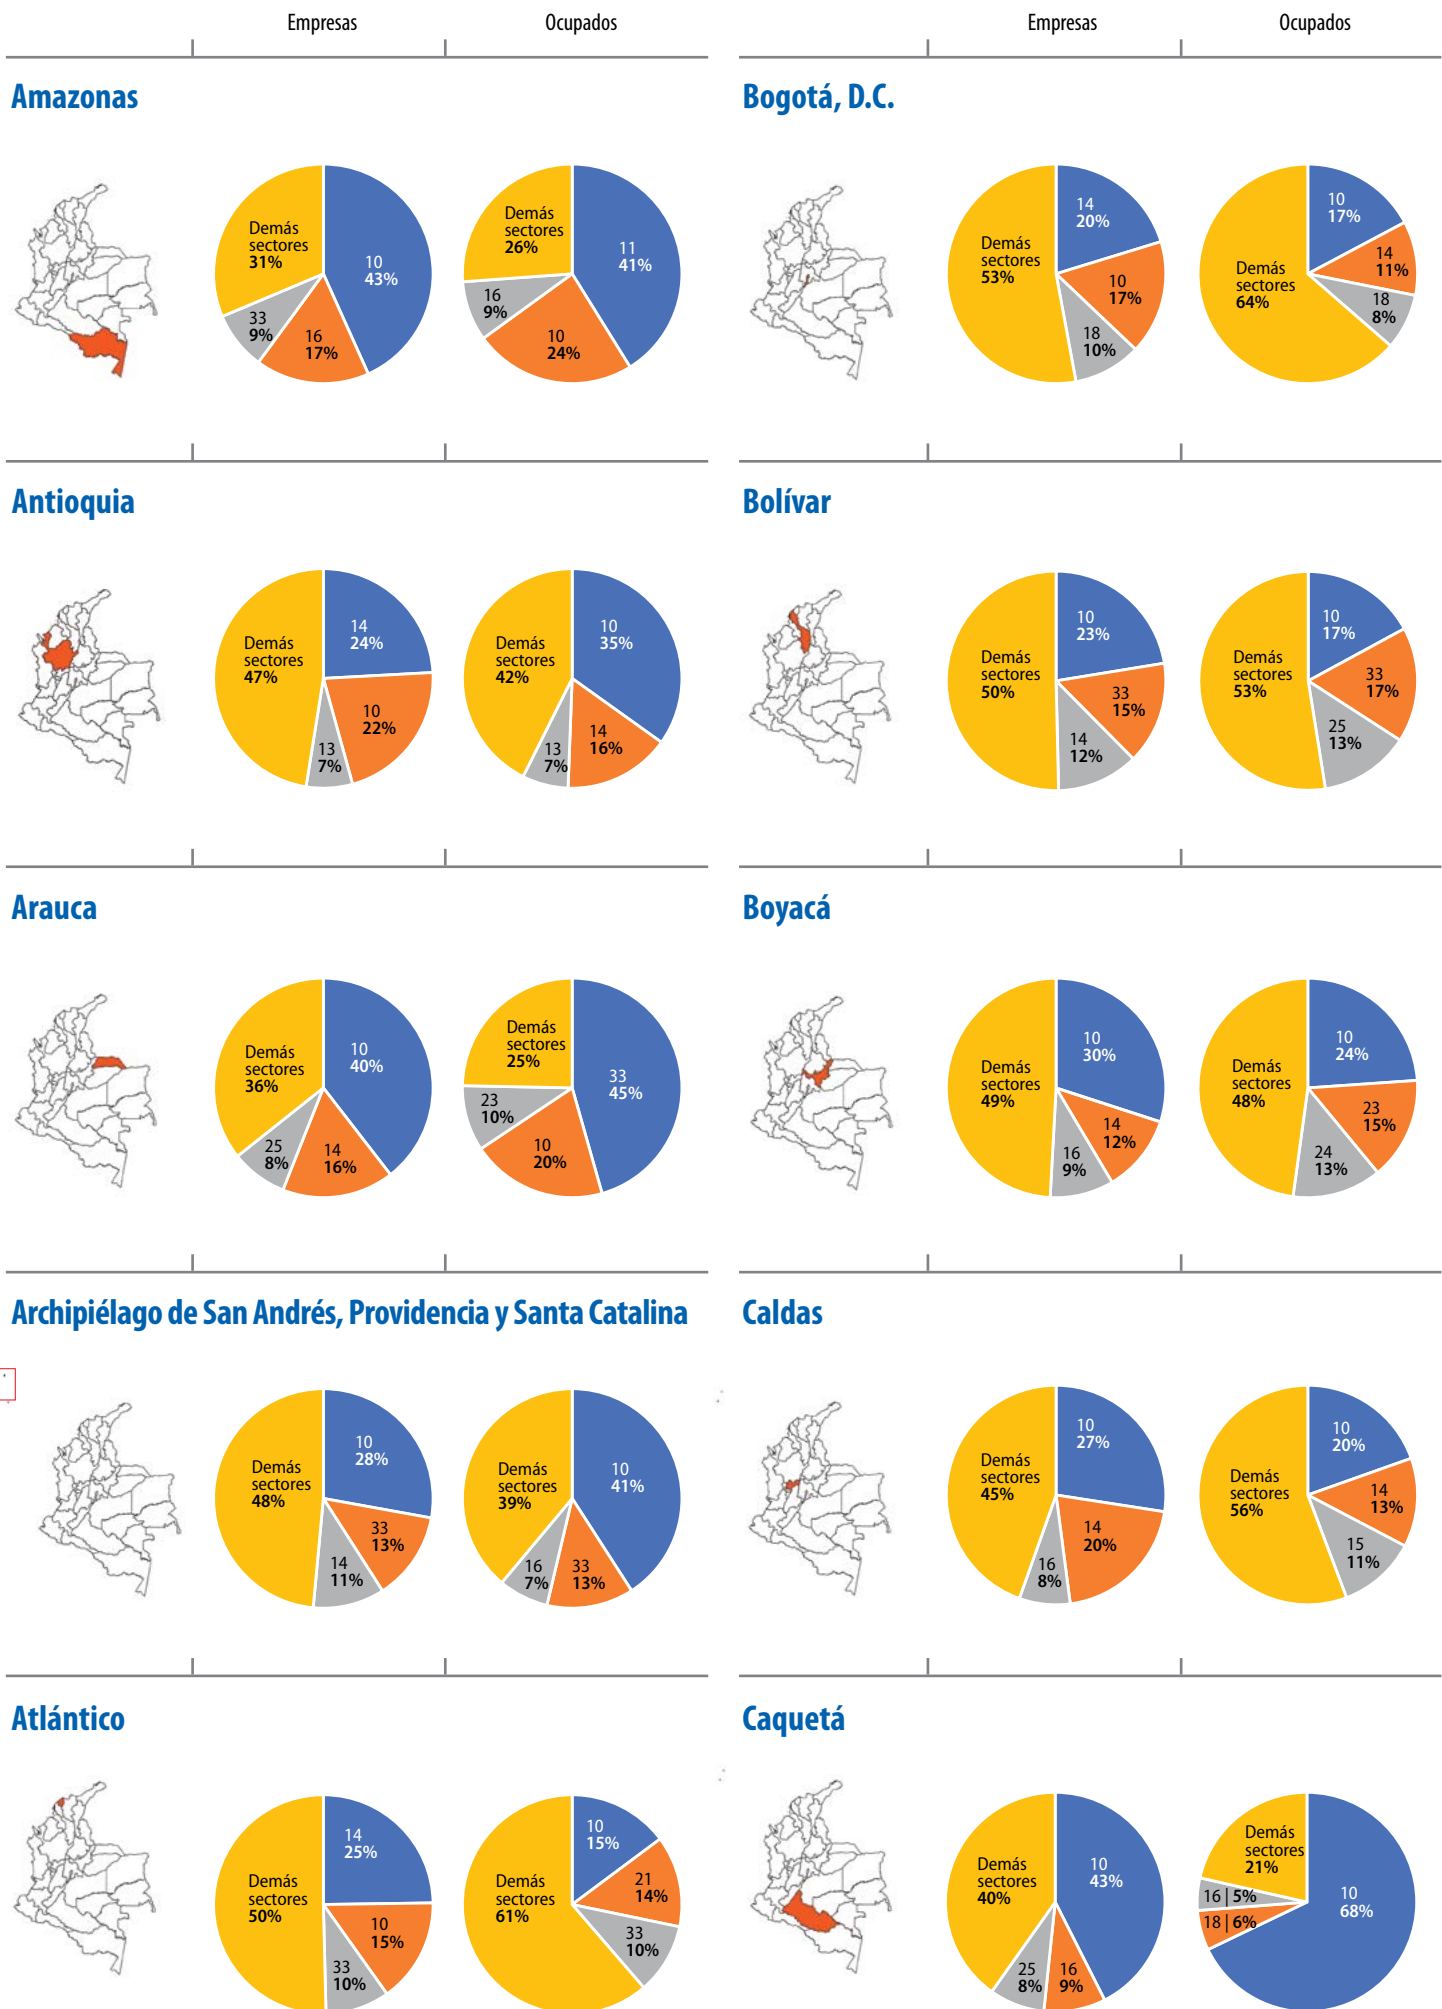 Empresas
Ocupados
Empresas
Ocupados
Amazonas
Demás
sectores
31%
10
43%
33
9%
16
17%
Demás
sectores
26%
11
41%
16
9%
10
24%
Bogotá, D.C.
Demás
sectores
53%
14
20%
10
17%
18
10%
Demás
sectores
64%
10
17%
14
11%
18
8%
Antioquia
Demás
sectores
47%
14
24%
10
22%
13
7%
Demás
sectores
42%
10
35%
14
16%
13
7%
Bolívar
Demás
sectores
50%
10
23%
33
15%
14
12%
Demás
sectores
53%
10
17%
33
17%
25
13%
Arauca
Demás
sectores
36%
10
40%
25
8%
14
16%
Demás
sectores
25%
33
45%
23
10%
10
20%
Boyacá
Demás
sectores
49%
10
30%
14
12%
16
9%
Demás
sectores
48%
10
24%
23
15%
24
13%
Archipiélago de San Andrés, Providencia y Santa Catalina
Demás
sectores
48%
10
28%
33
13%
14
11%
Demás
sectores
39%
10
41%
16
7%
33
13%
Caldas
Demás
sectores
45%
10
27%
14
20%
16
8%
Demás
sectores
56%
10
20%
14
13%
15
11%
Atlántico
Demás
sectores
50%
14
25%
10
15%
33
10%
Demás
sectores
61%
10
15%
21
14%
33
10%
Caquetá
Demás
sectores
40%
10
43%
25
8%
16
9%
Demás
sectores
21%
16 | 5%
18 | 6%
10
68%